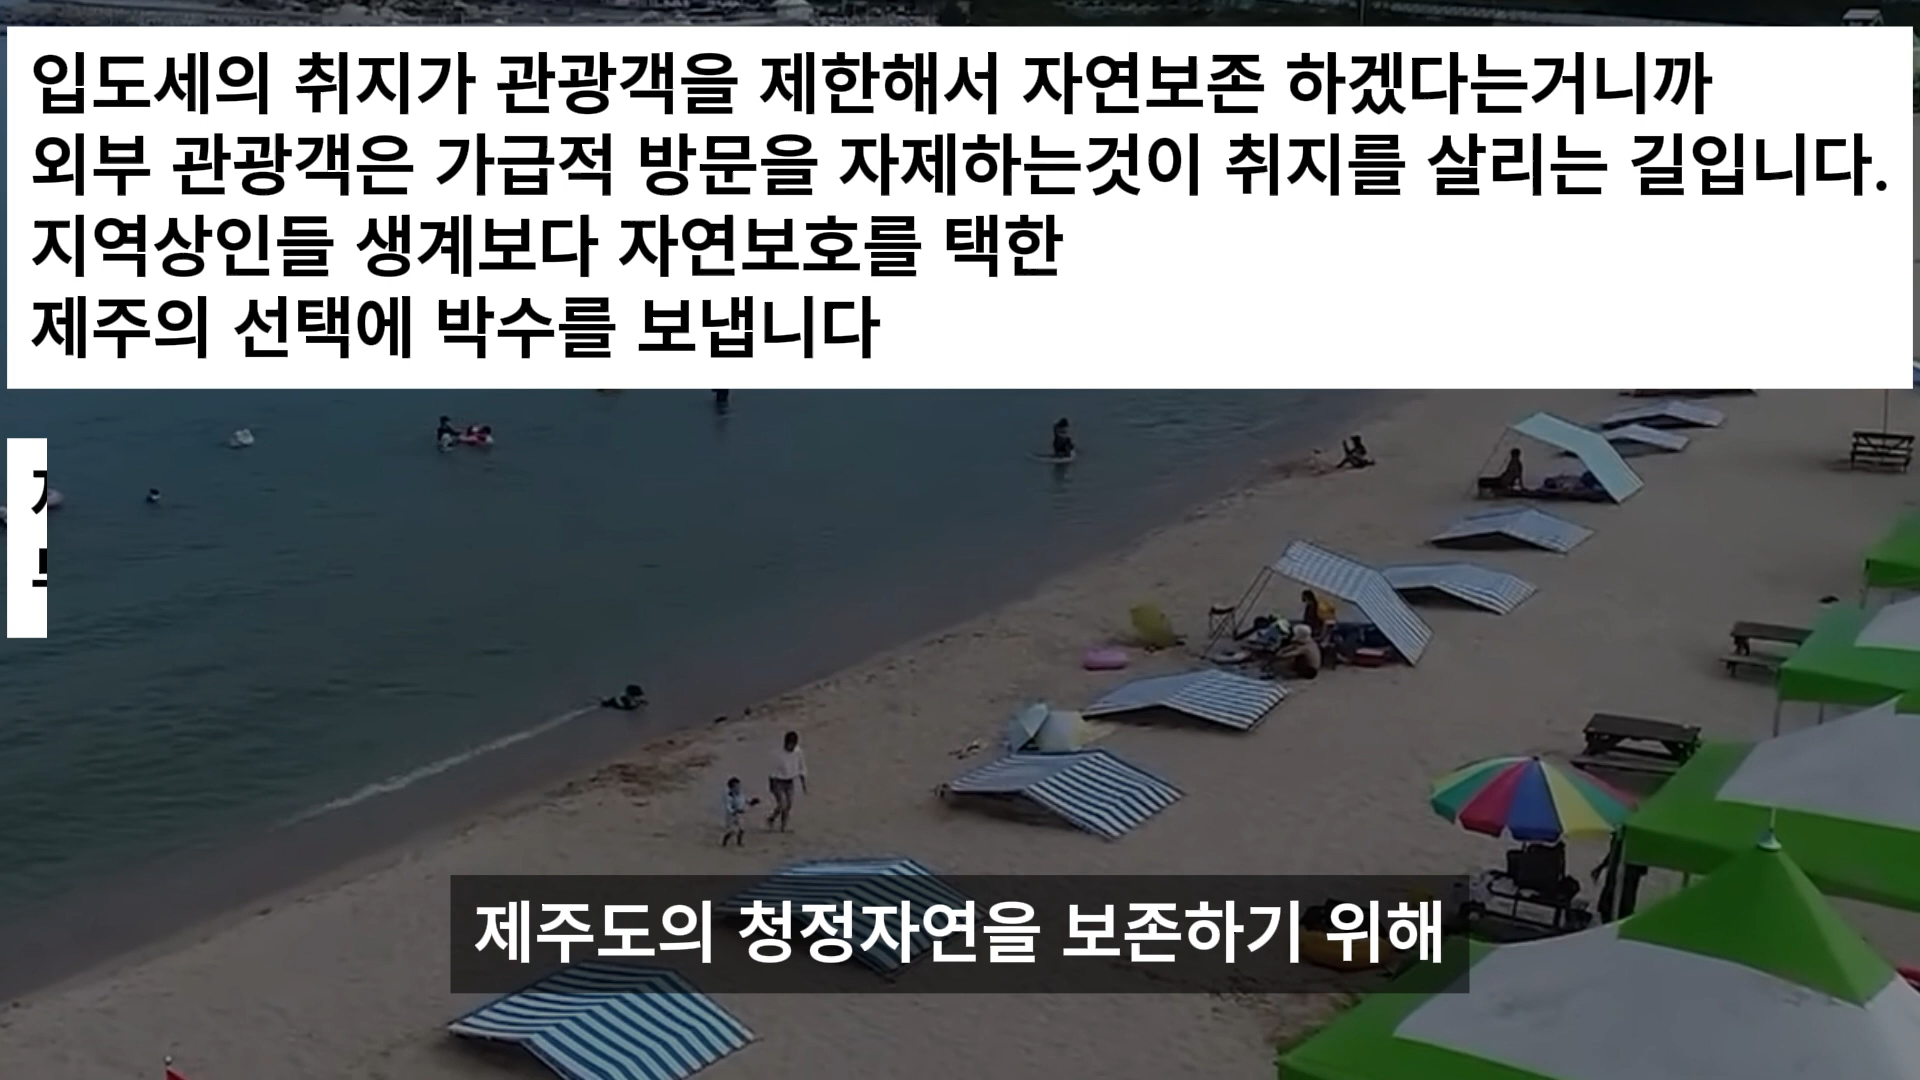 입도세의 취지가 관광객을 제한해서 자연보존 하겠다는거니까
외부 관광객은 가급적 방문을 자제하는것이 취지를 살리는 길입니다.
지역상인들 생계보다 자연보호를 택한
제주의 선택에 박수를 보냅니다
제주도의 청정자연을 보존하기 위해